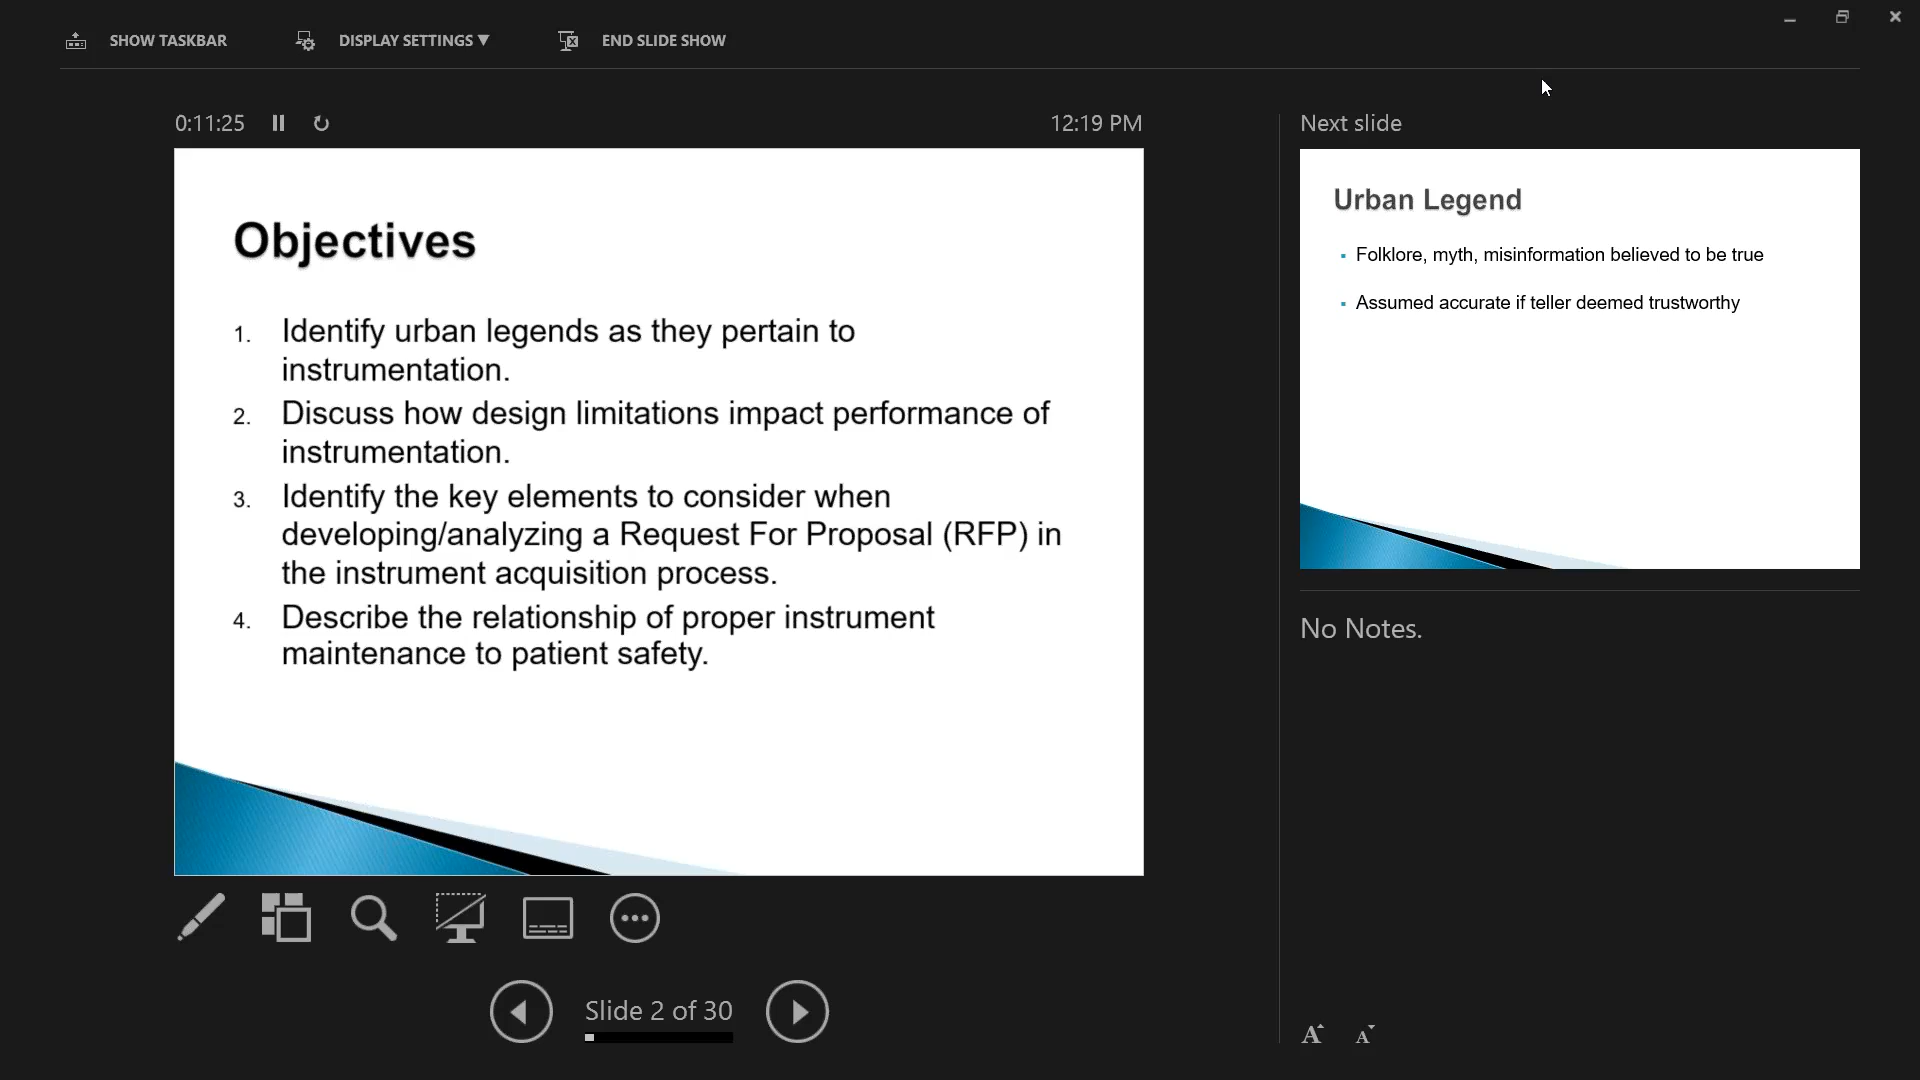 SHOW TASKBAR
DISPLAY SETTINGS ▼
END SLIDE SHOW
0:11:25
12:19 PM
Objectives
1. Identify urban legends as they pertain to
instrumentation.
2. Discuss how design limitations impact performance of
instrumentation.
3. Identify the key elements to consider when
developing/analyzing a Request For Proposal (RFP) in
the instrument acquisition process.
4. Describe the relationship of proper instrument
maintenance to patient safety.
Slide 2 of 30
Next slide
Urban Legend
▪ Folklore, myth, misinformation believed to be true
▪ Assumed accurate if teller deemed trustworthy
No Notes.
A A